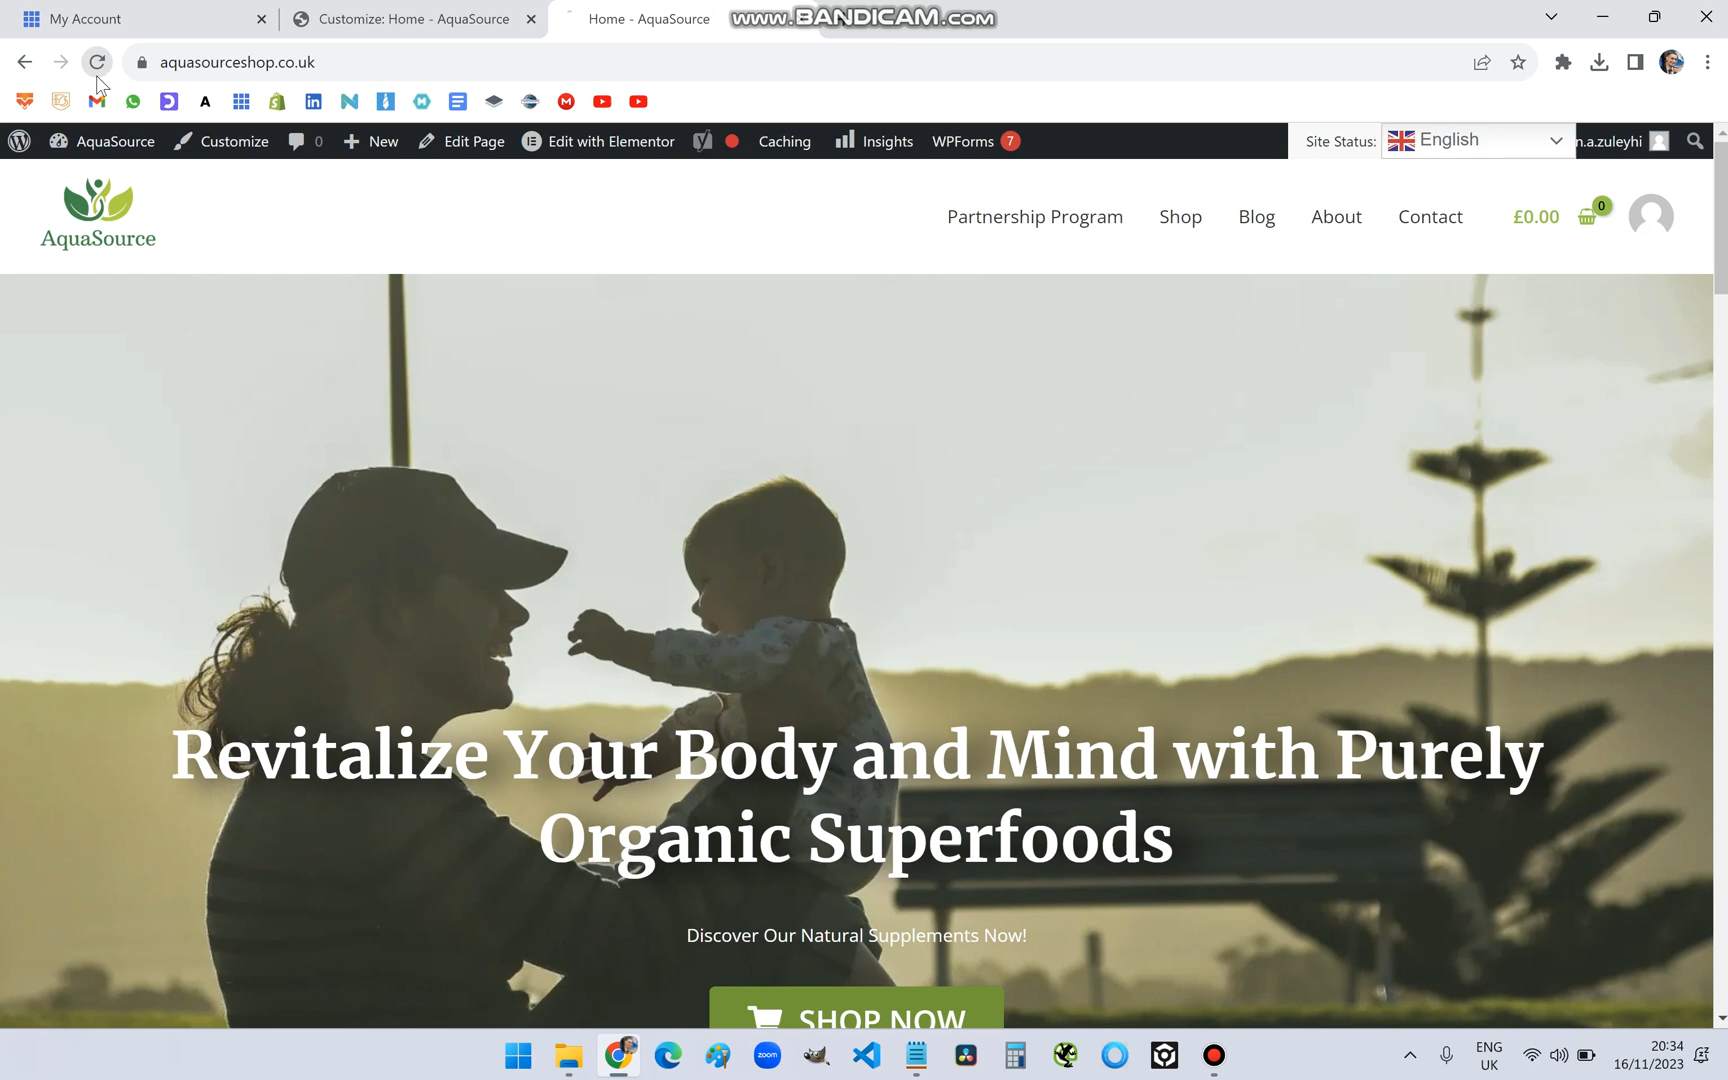 My Account
Customize: Home - AquaSource
Home - AquaSource
www.BANDICAM.com
aquasourceshop.co.uk
AquaSource
Customize
0
New
Edit Page
Edit with Elementor
Caching
Insights
WPForms 7
Site Status:
English
n.a.zuleyhi
AquaSource
Partnership Program
Shop
Blog
About
Contact
£0.00
0
Revitalize Your Body and Mind with Purely
Organic Superfoods
Discover Our Natural Supplements Now!
SHOP NOW
zoom
ENG
UK
20:34
16/11/2023